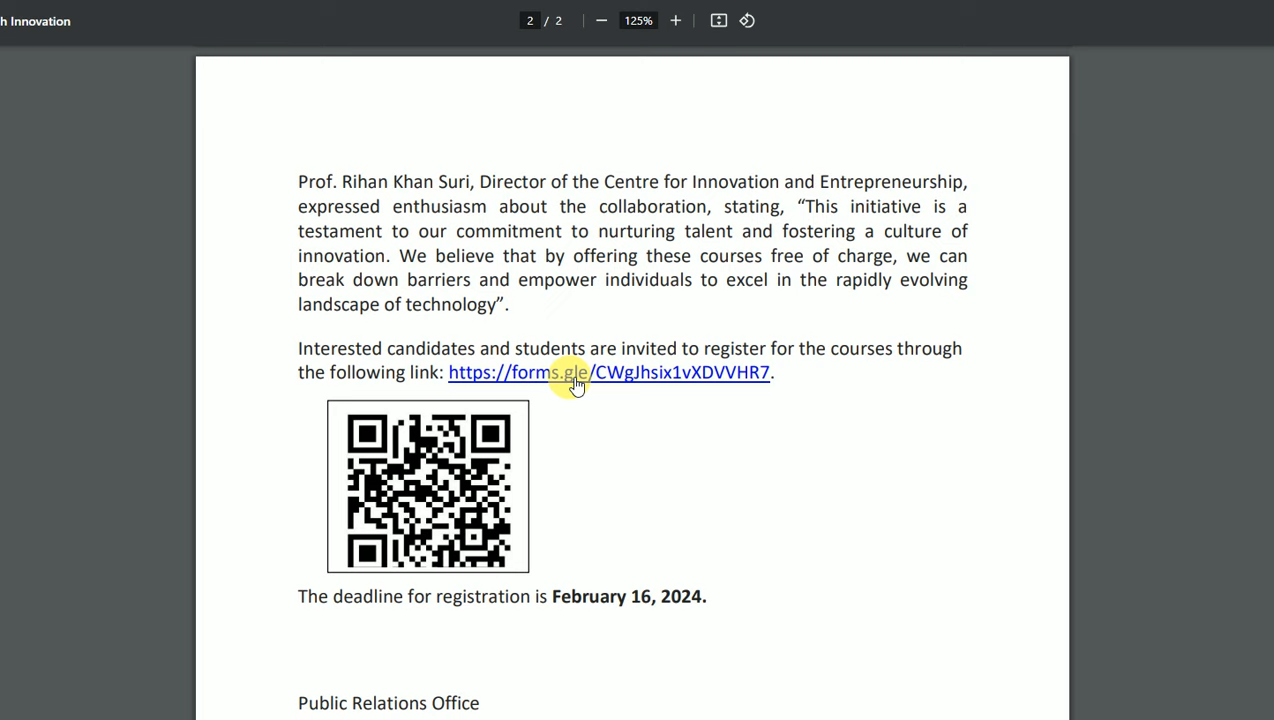 h Innovation
2 / 2
125%
Prof. Rihan Khan Suri, Director of the Centre for Innovation and Entrepreneurship,
expressed enthusiasm about the collaboration, stating, “This initiative is a
testament to our commitment to nurturing talent and fostering a culture of
innovation. We believe that by offering these courses free of charge, we can
break down barriers and empower individuals to excel in the rapidly evolving
landscape of technology”.
Interested candidates and students are invited to register for the courses through
the following link: https://forms.gle/CWgJhsix1vXDVVHR7.
The deadline for registration is February 16, 2024.
Public Relations Office